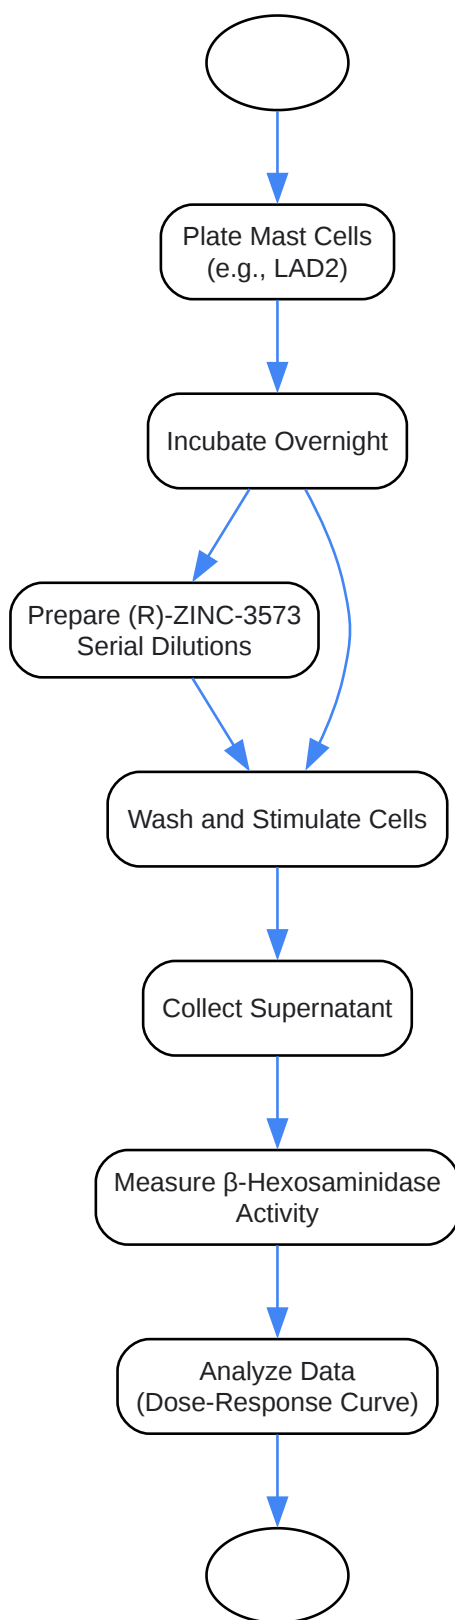 Plate Mast Cells
(e.g., LAD2)
Incubate Overnight
Prepare (R)-ZINC-3573
Serial Dilutions
Wash and Stimulate Cells
Collect Supernatant
Measure β-Hexosaminidase
Activity
Analyze Data
(Dose-Response Curve)